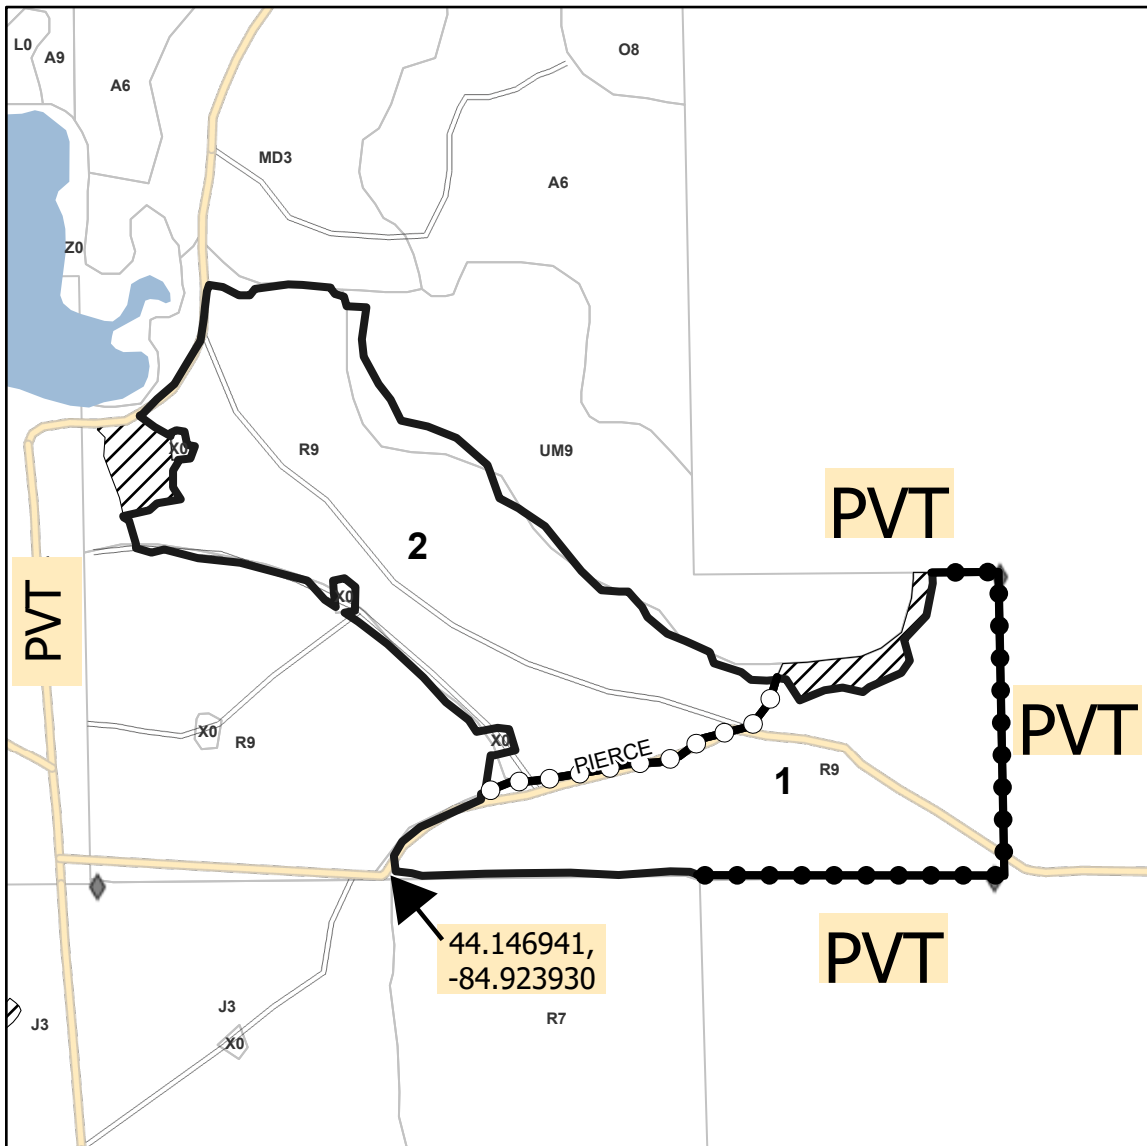 L0
A9
A6
O8
MD3
A6
Z0
X0
R9
UM9
PVT
2
PVT
X0
PVT
X0
R9
X0
PIERCE
1
R9
44.146941,
-84.923930
PVT
J3
J3
X0
R7